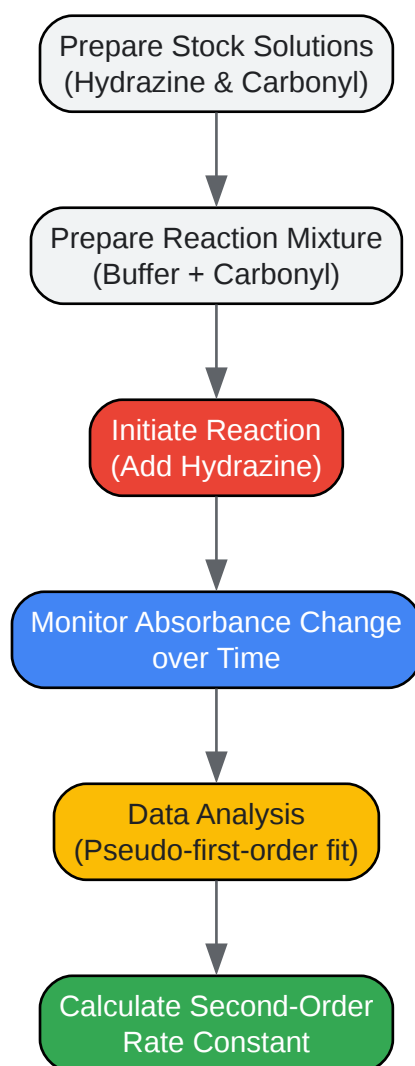 Prepare Stock Solutions
(Hydrazine & Carbonyl)
Prepare Reaction Mixture
(Buffer + Carbonyl)
Initiate Reaction
(Add Hydrazine)
Monitor Absorbance Change
over Time
Data Analysis
(Pseudo-first-order fit)
Calculate Second-Order
Rate Constant